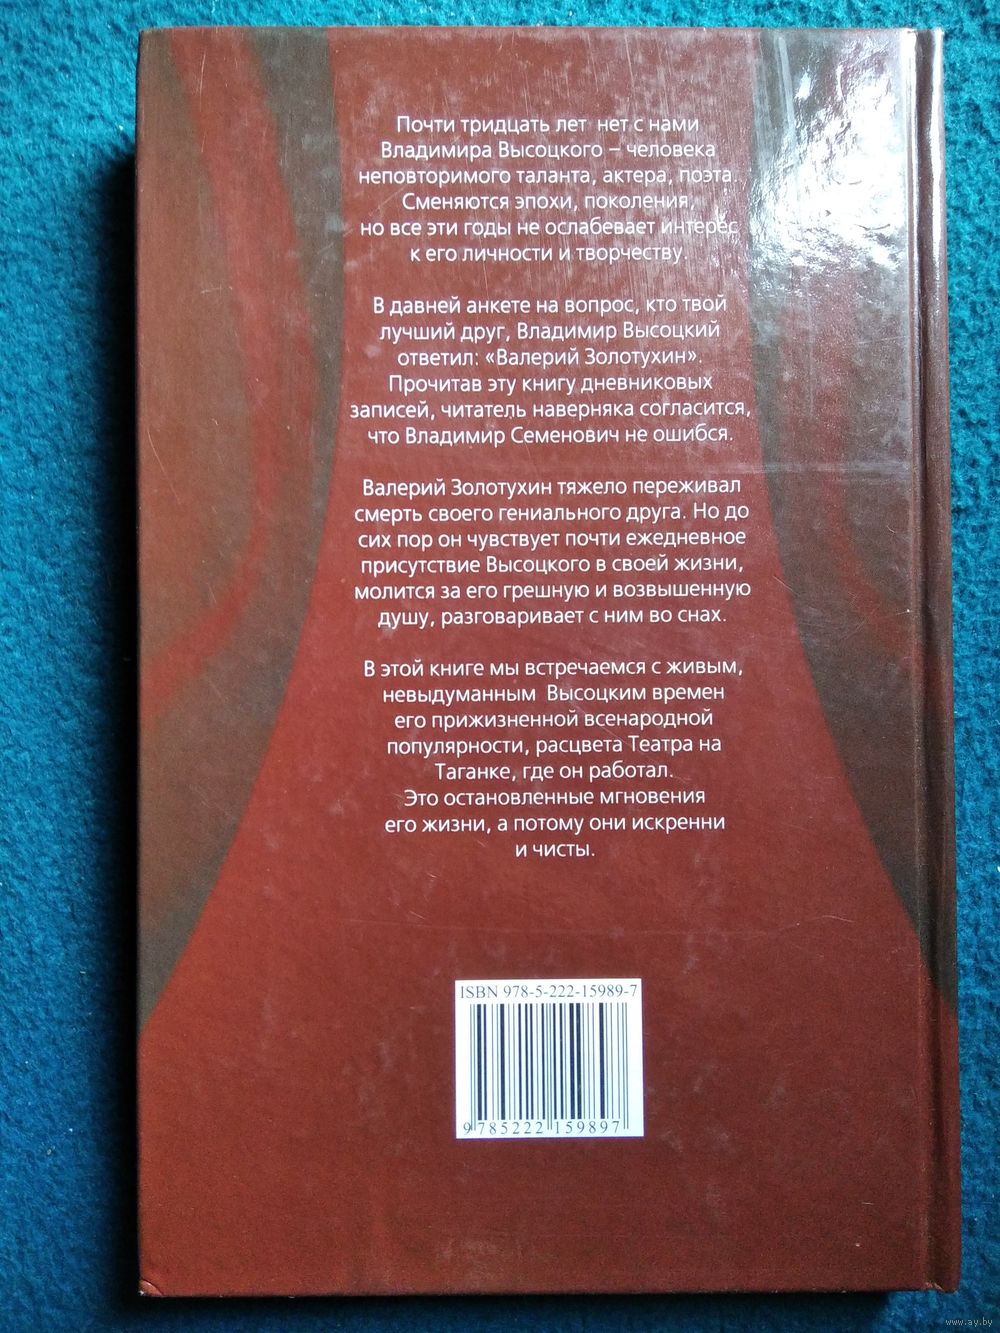 Почти тридцать лет нет с нами
Владимира Высоцкого – человека
неповторимого таланта, актера, поэта.
Сменяются эпохи, поколения,
но все эти годы не ослабевает интерес
к его личности и творчеству.
В давней анкете на вопрос, кто твой
лучший друг, Владимир Высоцкий
ответил: «Валерий Золотухин».
Прочитав эту книгу дневниковых
записей, читатель наверняка согласится,
что Владимир Семенович не ошибся.
Валерий Золотухин тяжело переживал
смерть своего гениального друга. Но до
сих пор он чувствует почти ежедневное
присутствие Высоцкого в своей жизни,
молится за его грешную и возвышенную
душу, разговаривает с ним во снах.
В этой книге мы встречаемся с живым,
невыдуманным Высоцким времен
его прижизненной всенародной
популярности, расцвета Театра на
Таганке, где он работал.
Это остановленные мгновения
его жизни, а потому они искренни
и чисты.
ISBN 978-5-222-15989-7
9 785222 159897
www.ay.by